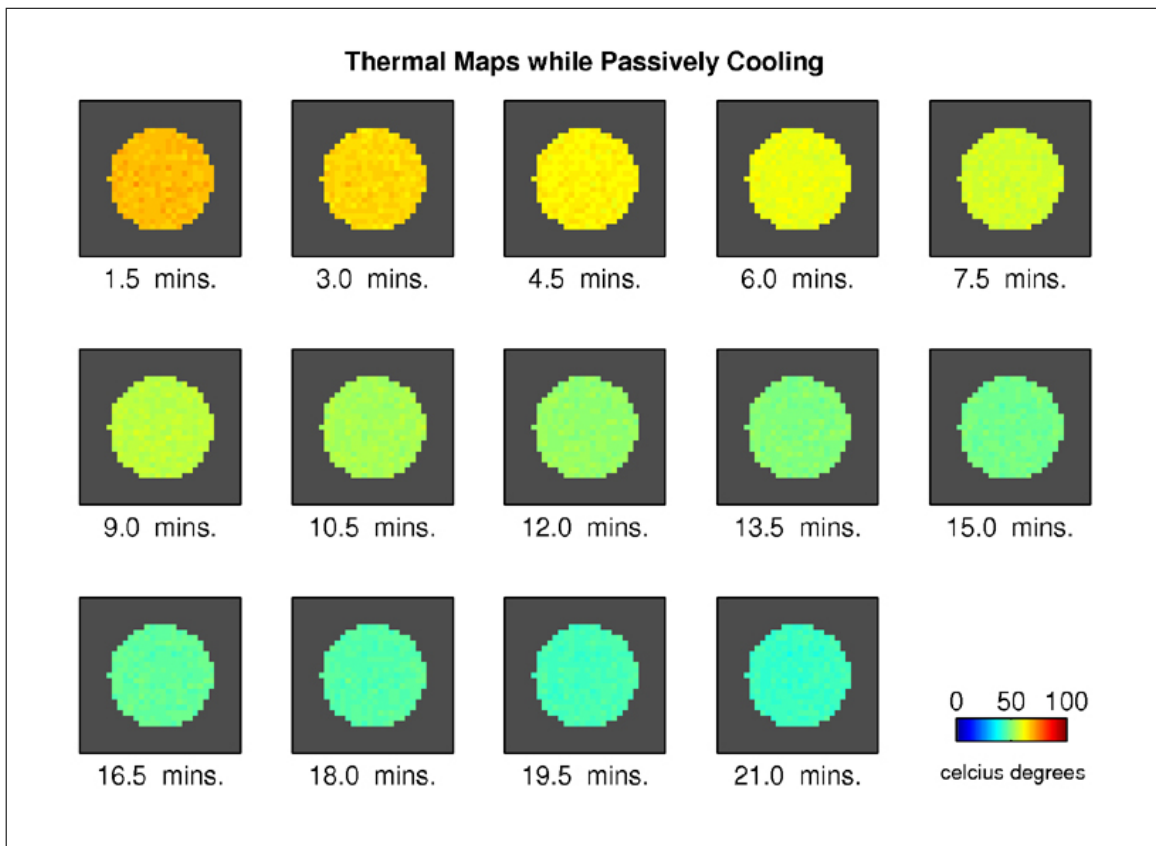 Thermal Maps while Passively Cooling
1.5 mins.
3.0 mins.
4.5 mins.
6.0 mins.
7.5 mins.
9.0 mins.
10.5 mins.
12.0 mins.
13.5 mins.
15.0 mins.
16.5 mins.
18.0 mins.
19.5 mins.
21.0 mins.
0 50 100
celcius degrees